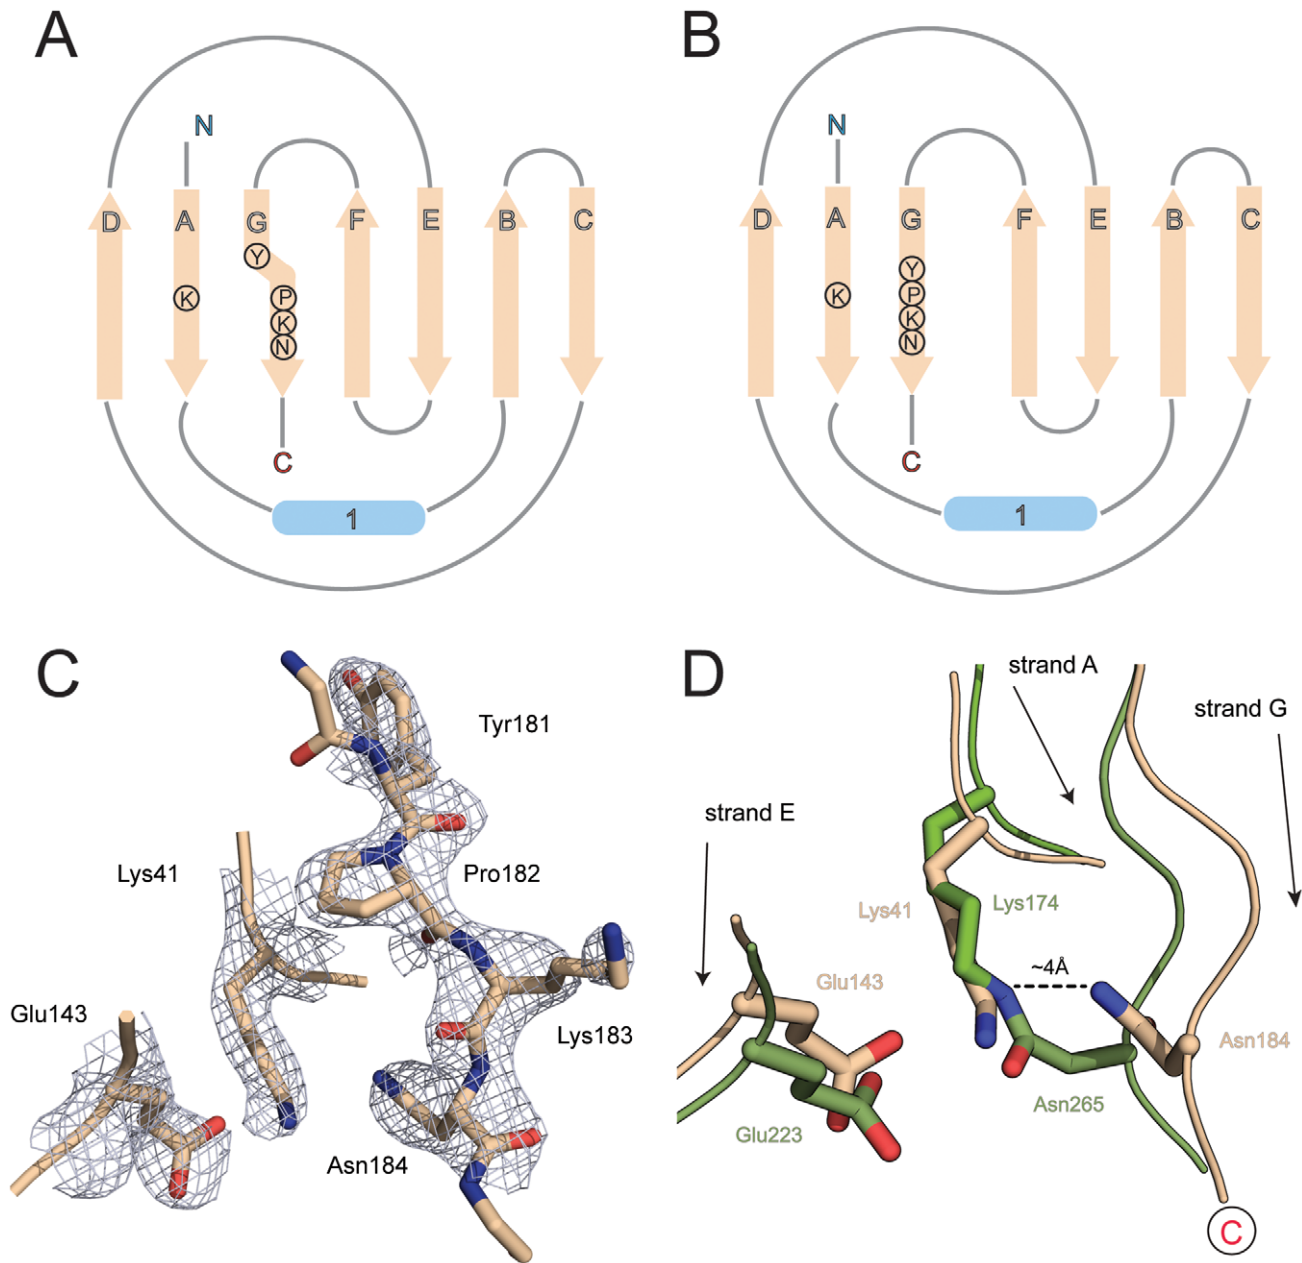 A
N
D
A
G
F
E
B
C
Y
K
P
K
N
C
1
B
N
D
A
G
F
E
B
C
Y
K
P
K
N
C
1
C
Tyr181
Lys41
Pro182
Glu143
Lys183
Asn184
D
strand A
strand G
strand E
Lys41
Lys174
~4Å
Glu143
Asn184
Asn265
Glu223
C